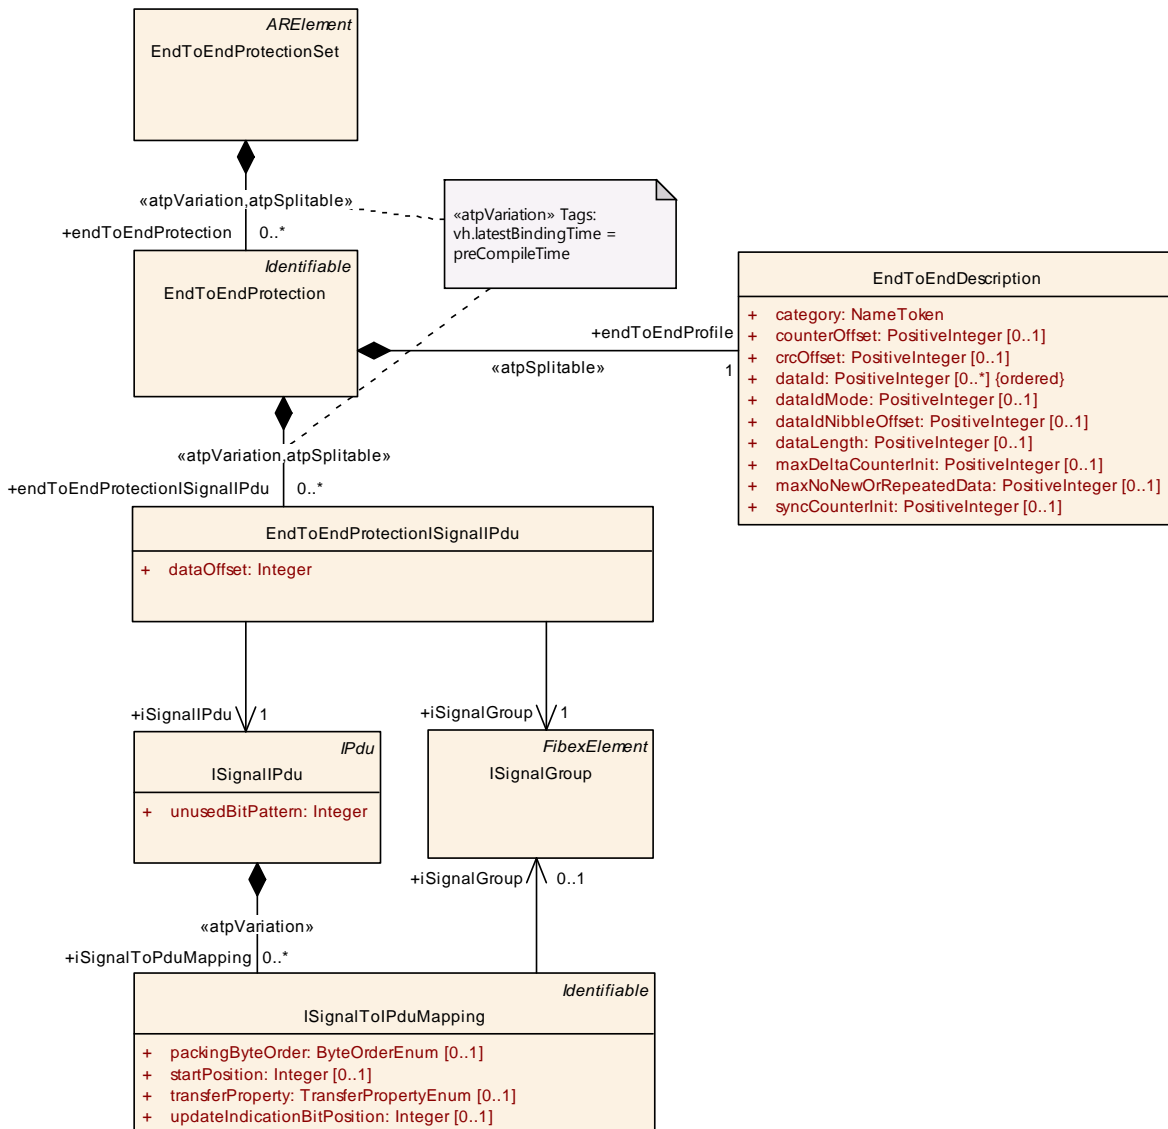 ARElement
EndToEndProtectionSet
«atpVariation,atpSplitable»
+endToEndProtection 0..*
«atpVariation» Tags:
vh.latestBindingTime =
preCompileTime
Identifiable
EndToEndProtection
+endToEndProfile
«atpSplitable»
1
EndToEndDescription
+ category: NameToken
+ counterOffset: PositiveInteger [0..1]
+ crcOffset: PositiveInteger [0..1]
+ dataId: PositiveInteger [0..*] {ordered}
+ dataIdMode: PositiveInteger [0..1]
+ dataIdNibbleOffset: PositiveInteger [0..1]
+ dataLength: PositiveInteger [0..1]
+ maxDeltaCounterInit: PositiveInteger [0..1]
+ maxNoNewOrRepeatedData: PositiveInteger [0..1]
+ syncCounterInit: PositiveInteger [0..1]
«atpVariation,atpSplitable»
+endToEndProtectionISignalIPdu 0..*
EndToEndProtectionISignalIPdu
+ dataOffset: Integer
+iSignalIPdu 1
+iSignalGroup 1
IPdu
ISignalIPdu
+ unusedBitPattern: Integer
FibexElement
ISignalGroup
+iSignalGroup 0..1
«atpVariation»
+iSignalToPduMapping 0..*
Identifiable
ISignalToIPduMapping
+ packingByteOrder: ByteOrderEnum [0..1]
+ startPosition: Integer [0..1]
+ transferProperty: TransferPropertyEnum [0..1]
+ updateIndicationBitPosition: Integer [0..1]